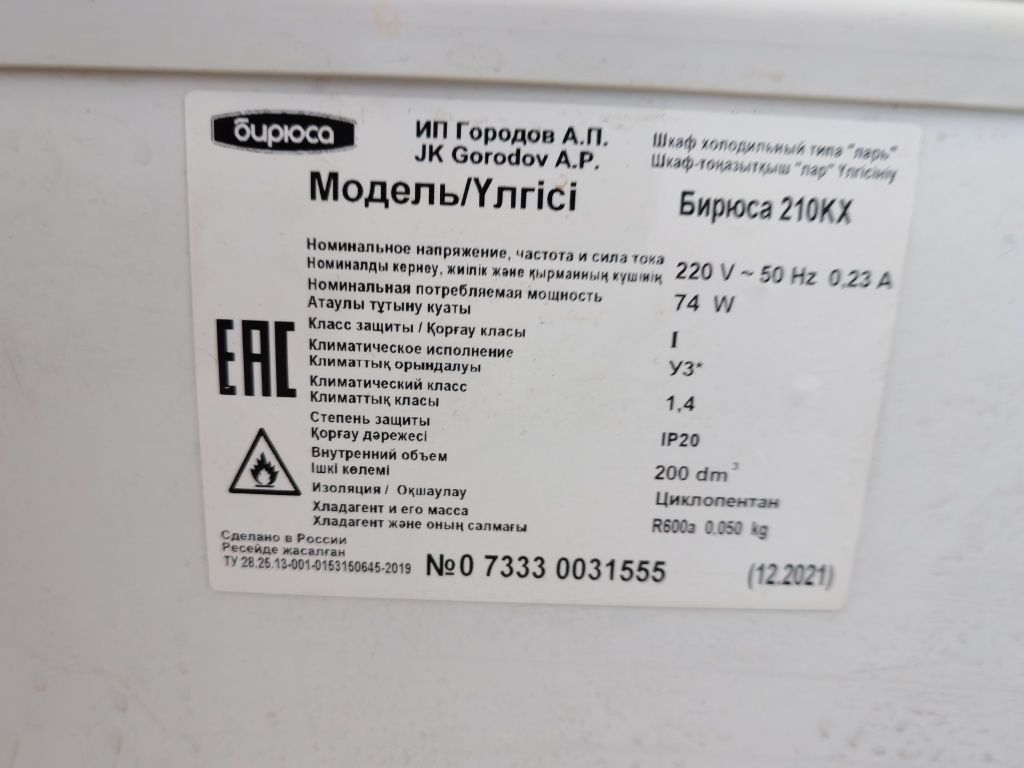 бирюса
ИП Городов А.П.
JK Gorodov A.P.
Шкаф холодильный типа "ларь"
Шкаф-тоңазытқыш "лар" Үлгісініү
Модель/Үлгісі
Бирюса 210КХ
Номинальное напряжение, частота и сила тока
Номиналды кернеу, жиілік және қырманның күшінің
220 V ~ 50 Hz 0,23 A
Номинальная потребляемая мощность
Атаулы тұтыну куаты
74 W
Класс защиты / Қорғау класы
I
Климатическое исполнение
Климаттық орындалуы
У3*
Климатический класс
Климаттық класы
1,4
Степень защиты
Қорғау дәрежесі
IP20
Внутренний объем
Ішкі көлемі
200 dm³
Изоляция / Оқшаулау
Циклопентан
Хладагент и его масса
Хладагент және оның салмағы
R600a 0,050 kg
EAC
Сделано в России
Ресейде жасалған
ТУ 28.25.13-001-0153150645-2019
№0 7333 0031555
(12.2021)